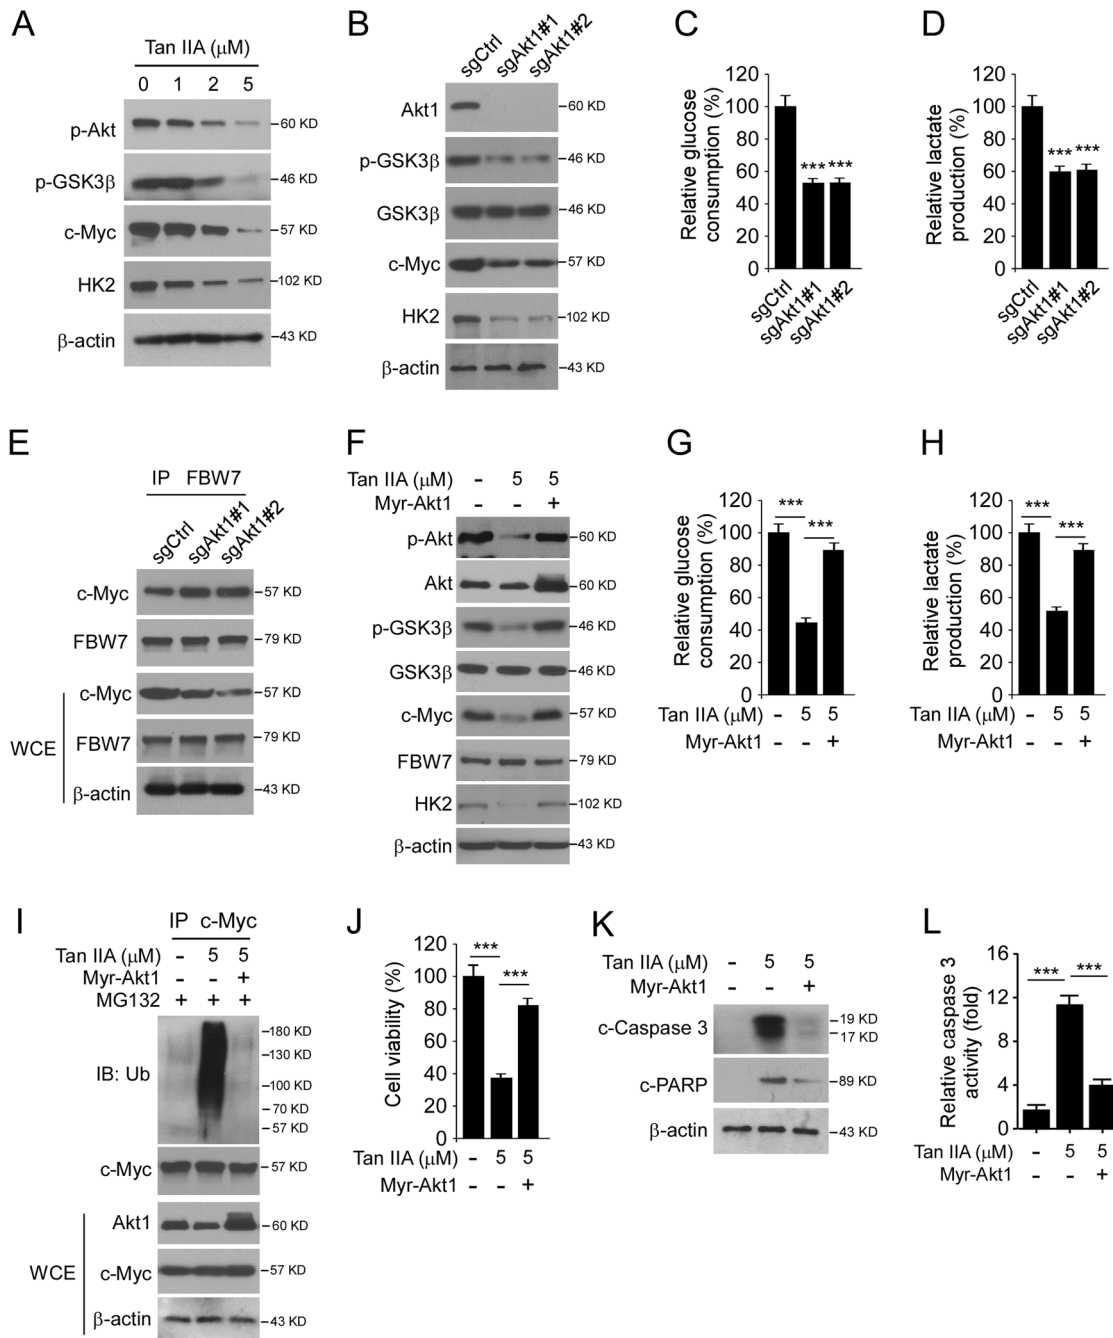 A
Tan IIA (μM)
0 1 2 5
p-Akt
60 KD
p-GSK3β
46 KD
c-Myc
57 KD
HK2
102 KD
β-actin
43 KD
B
sgCtrl
sgAkt1#1
sgAkt1#2
Akt1
60 KD
p-GSK3β
46 KD
GSK3β
46 KD
c-Myc
57 KD
HK2
102 KD
β-actin
43 KD
C
Relative glucose
consumption (%)
120
100
80
60
40
20
0
*** ***
sgCtrl
sgAkt1#1
sgAkt1#2
D
Relative lactate
production (%)
120
100
80
60
40
20
0
*** ***
sgCtrl
sgAkt1#1
sgAkt1#2
E
IP FBW7
sgCtrl
sgAkt1#1
sgAkt1#2
c-Myc
57 KD
FBW7
79 KD
WCE
c-Myc
57 KD
FBW7
79 KD
β-actin
43 KD
F
Tan IIA (μM) - 5 5
Myr-Akt1 - - +
p-Akt
60 KD
Akt
60 KD
p-GSK3β
46 KD
GSK3β
46 KD
c-Myc
57 KD
FBW7
79 KD
HK2
102 KD
β-actin
43 KD
G
Relative glucose
consumption (%)
120
100
80
60
40
20
0
***
***
Tan IIA (μM) - 5 5
Myr-Akt1 - - +
H
Relative lactate
production (%)
120
100
80
60
40
20
0
***
***
Tan IIA (μM) - 5 5
Myr-Akt1 - - +
I
IP c-Myc
Tan IIA (μM) - 5 5
Myr-Akt1 - - +
MG132 + + +
IB: Ub
180 KD
130 KD
100 KD
70 KD
57 KD
c-Myc
57 KD
WCE
Akt1
60 KD
c-Myc
57 KD
β-actin
43 KD
J
Cell viability (%)
120
100
80
60
40
20
0
***
***
Tan IIA (μM) - 5 5
Myr-Akt1 - - +
K
Tan IIA (μM) - 5 5
Myr-Akt1 - - +
c-Caspase 3
19 KD
17 KD
c-PARP
89 KD
β-actin
43 KD
L
Relative caspase 3
activity (fold)
16
12
8
4
0
***
***
Tan IIA (μM) - 5 5
Myr-Akt1 - - +